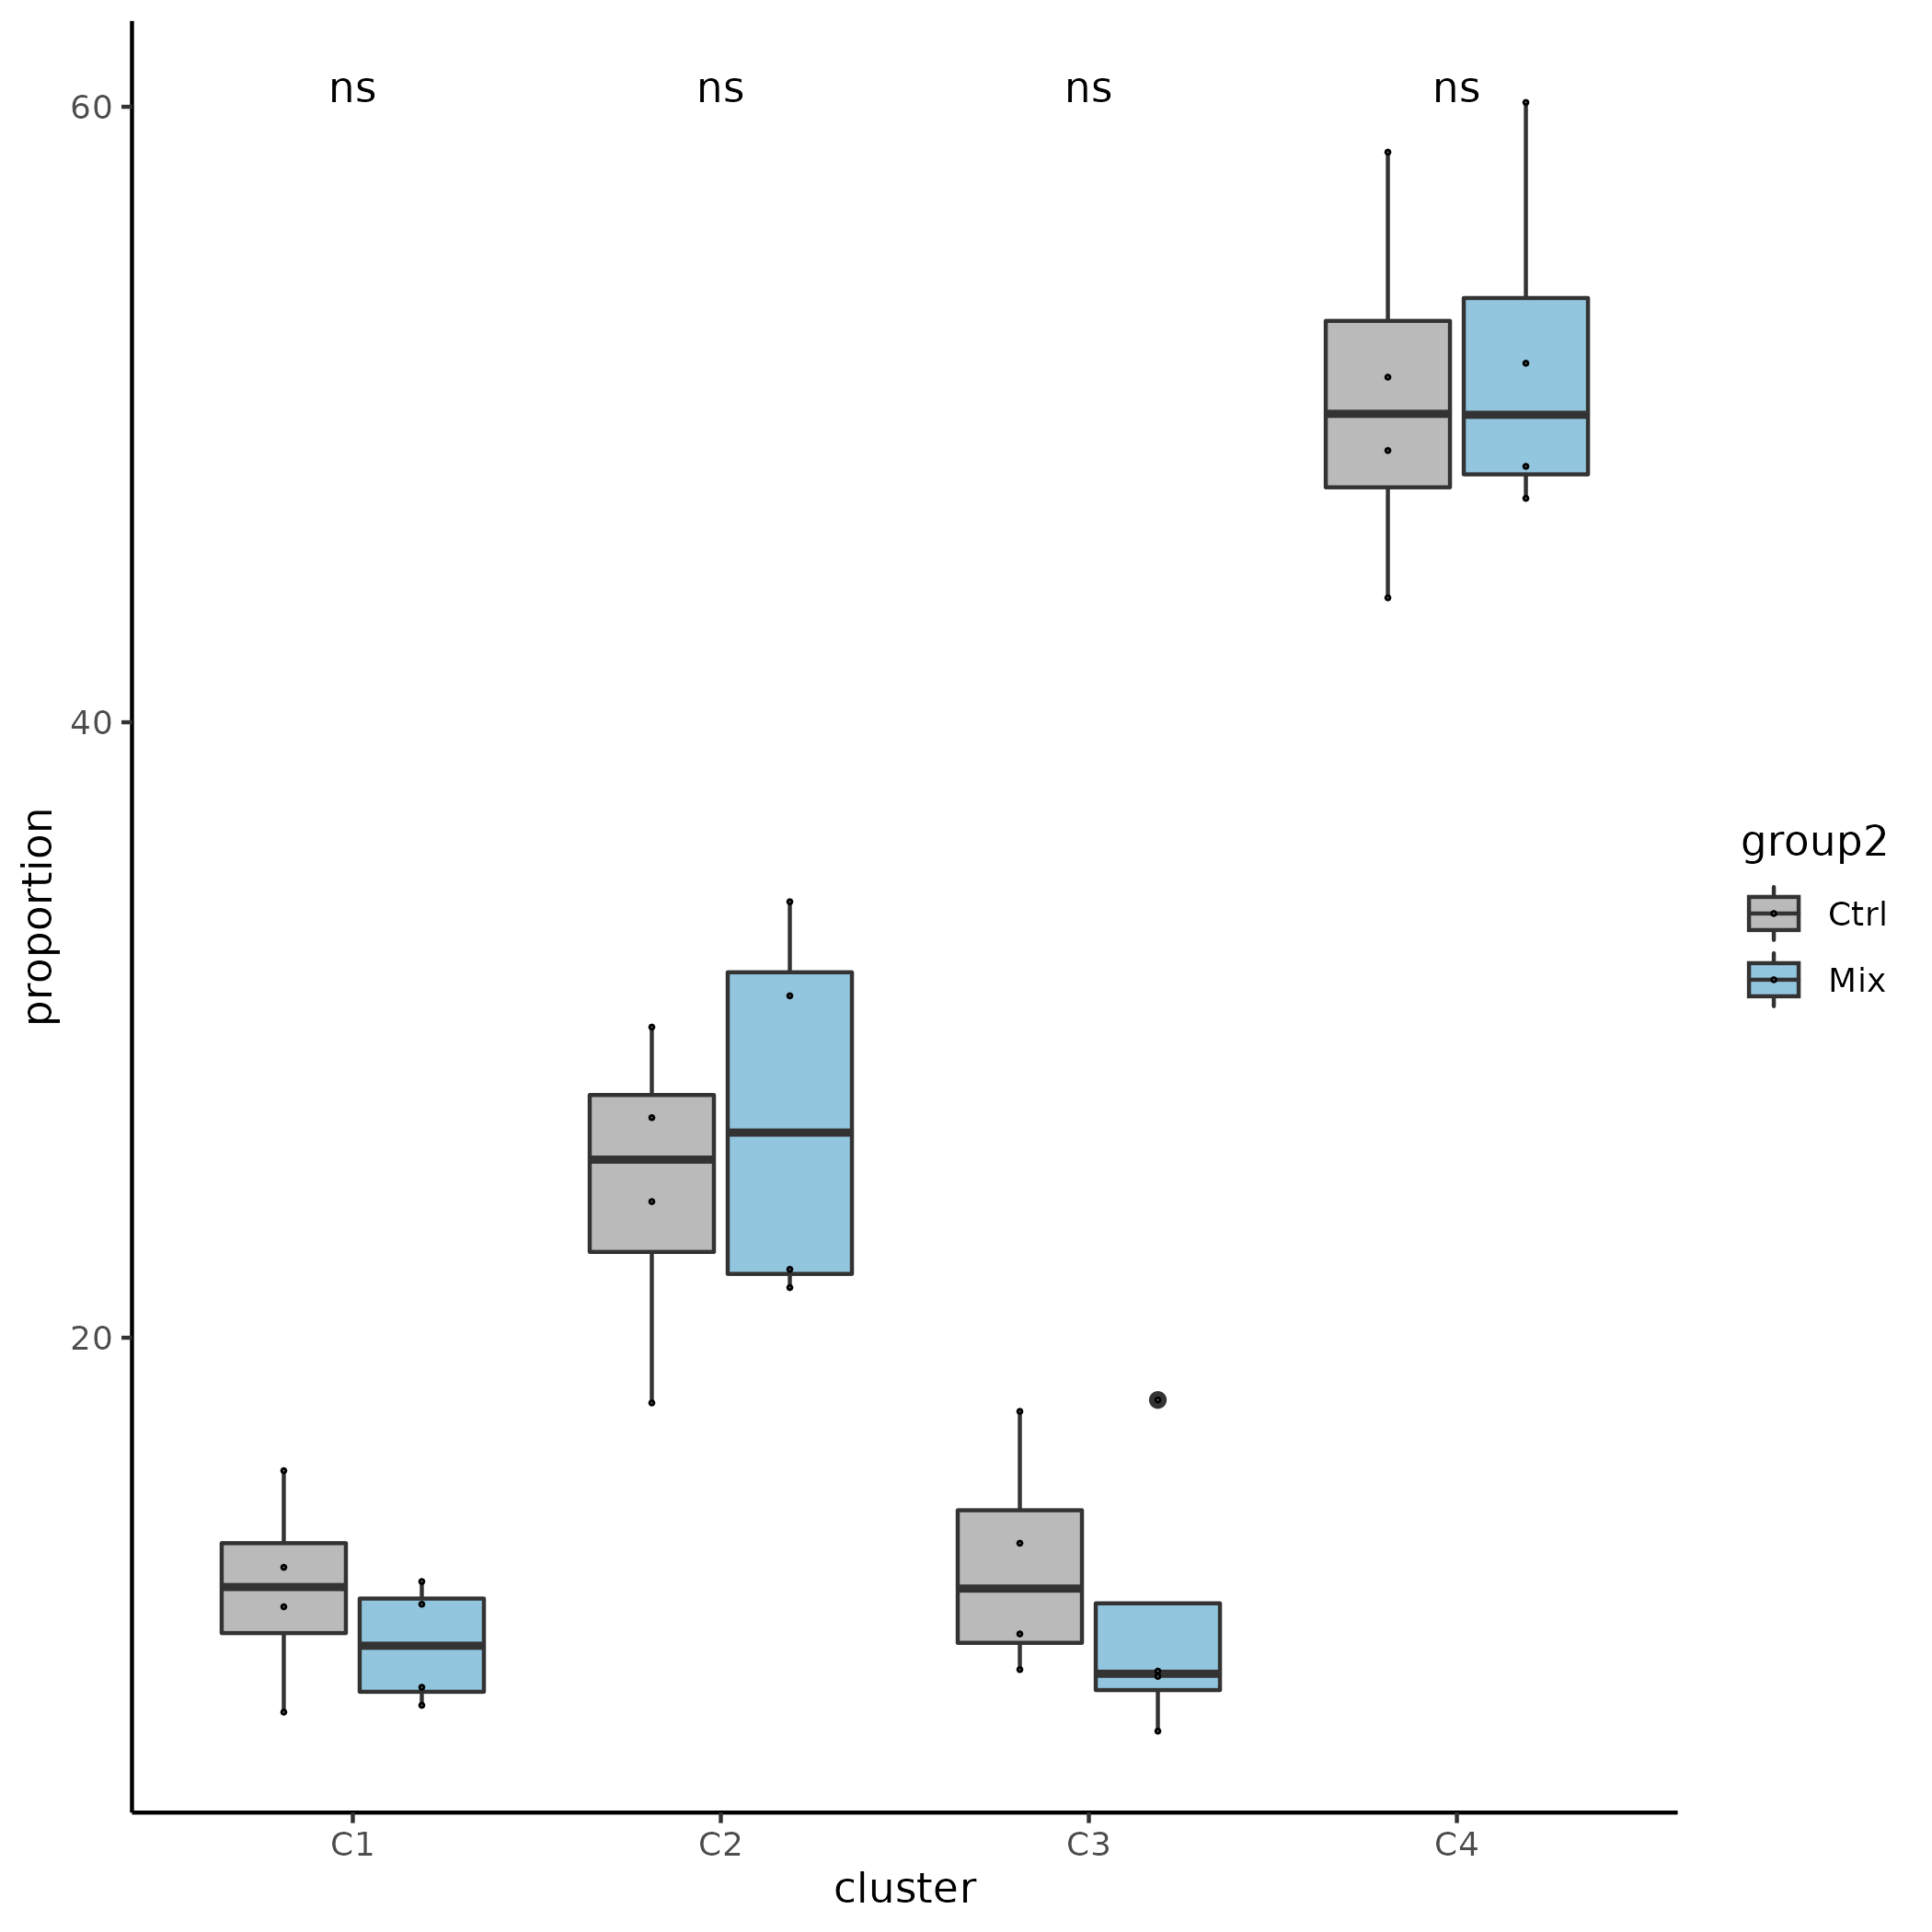 ns ns ns ns
60
40
20
proportion
C1 C2 C3 C4
cluster
group2
Ctrl
Mix